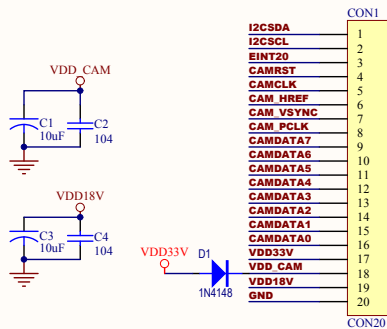 CON1
I2CSDA 1
I2CSCL 2
EINT20 3
CAMRST 4
CAMCLK 5
CAM_HREF 6
CAM_VSYNC 7
CAM_PCLK 8
CAMDATA7 9
CAMDATA6 10
CAMDATA5 11
CAMDATA4 12
CAMDATA3 13
CAMDATA2 14
CAMDATA1 15
CAMDATA0 16
VDD33V 17
VDD_CAM 18
VDD18V 19
GND 20
CON20
VDD_CAM
C1
10uF
C2
104
VDD18V
C3
10uF
C4
104
VDD33V
D1
1N4148